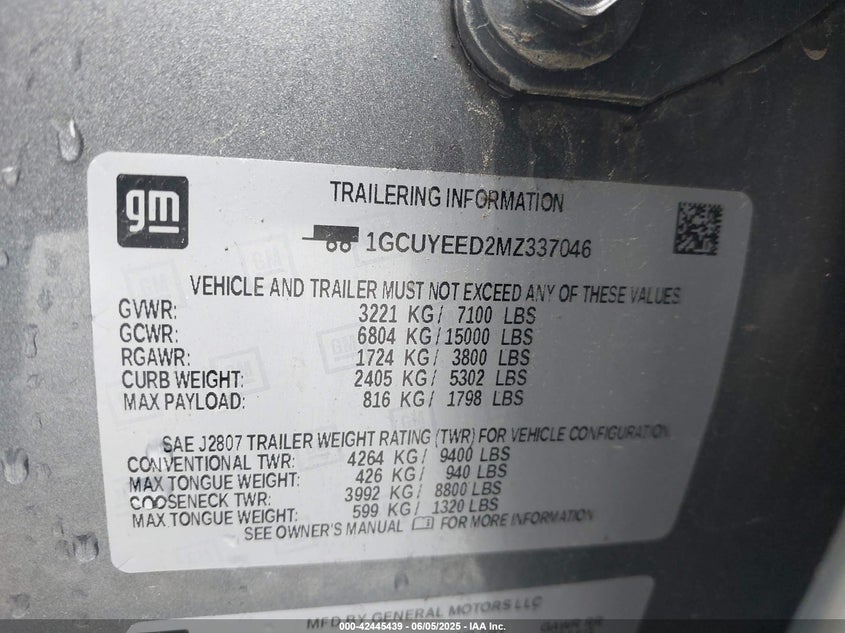 gm
TRAILERING INFORMATION
1GCUYEED2MZ337046
VEHICLE AND TRAILER MUST NOT EXCEED ANY OF THESE VALUES
GVWR: 3221 KG/ 7100 LBS
GCWR: 6804 KG/15000 LBS
RGAWR: 1724 KG/ 3800 LBS
CURB WEIGHT: 2405 KG/ 5302 LBS
MAX PAYLOAD: 816 KG/ 1798 LBS
SAE J2807 TRAILER WEIGHT RATING (TWR) FOR VEHICLE CONFIGURATION
CONVENTIONAL TWR: 4264 KG/ 9400 LBS
MAX TONGUE WEIGHT: 426 KG/ 940 LBS
GOOSENECK TWR: 3992 KG/ 8800 LBS
MAX TONGUE WEIGHT: 599 KG/ 1320 LBS
SEE OWNER'S MANUAL FOR MORE INFORMATION
MFD BY GENERAL MOTORS LLC
GAWR RR
000-42445439 - 06/05/2025 - IAA, Inc.